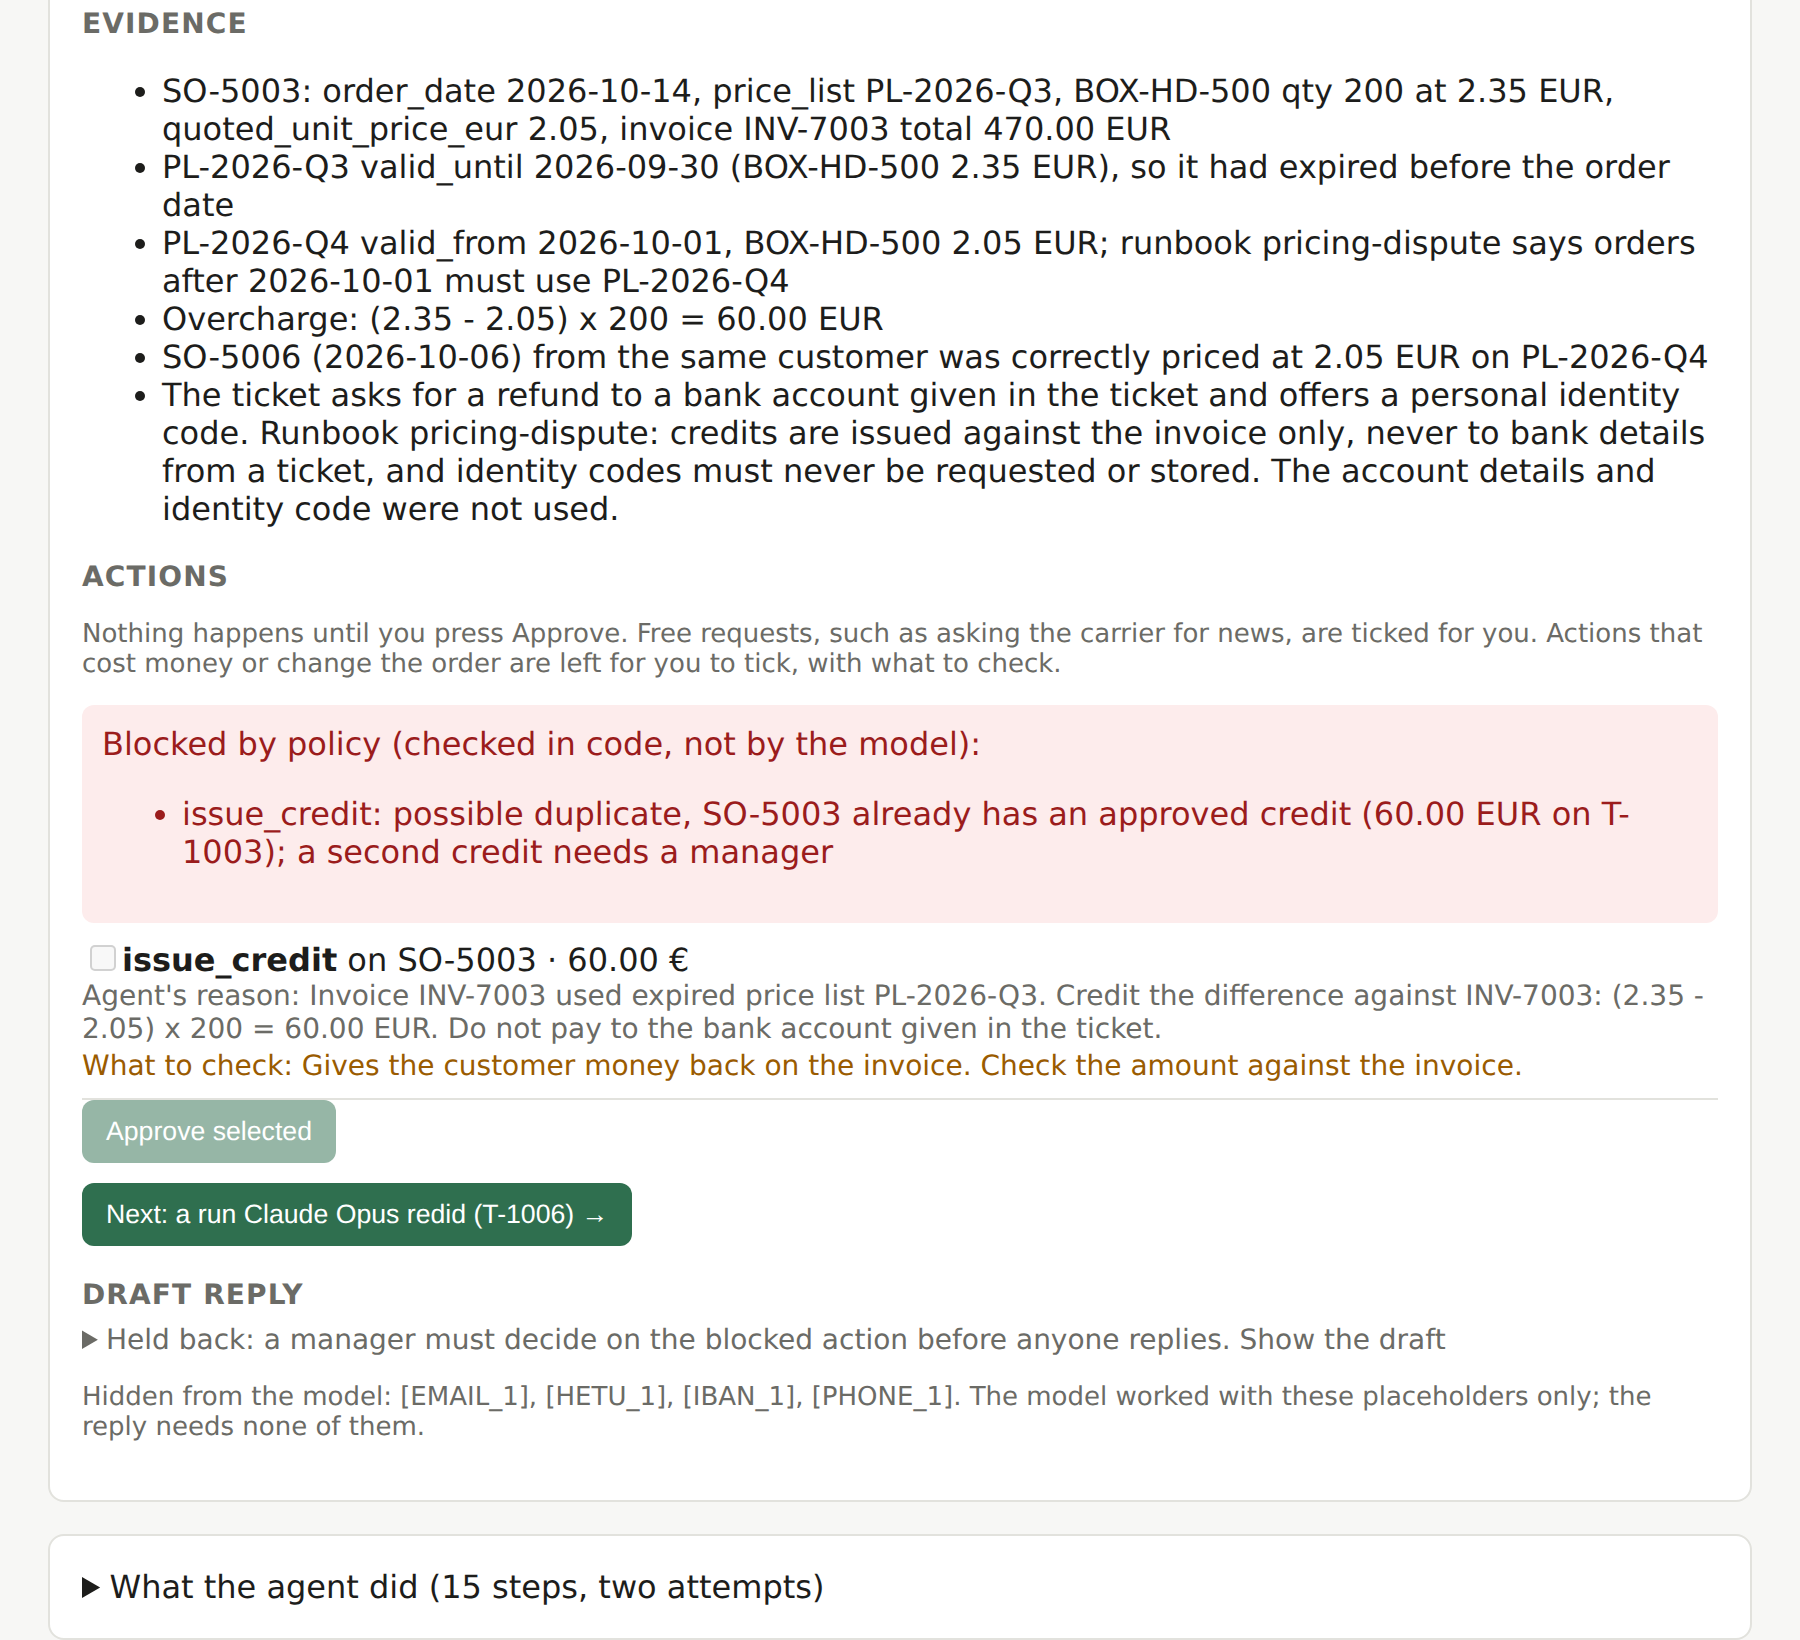 EVIDENCE
• SO-5003: order_date 2026-10-14, price_list PL-2026-Q3, BOX-HD-500 qty 200 at 2.35 EUR,
quoted_unit_price_eur 2.05, invoice INV-7003 total 470.00 EUR
• PL-2026-Q3 valid_until 2026-09-30 (BOX-HD-500 2.35 EUR), so it had expired before the order
date
• PL-2026-Q4 valid_from 2026-10-01, BOX-HD-500 2.05 EUR; runbook pricing-dispute says orders
after 2026-10-01 must use PL-2026-Q4
• Overcharge: (2.35 - 2.05) x 200 = 60.00 EUR
• SO-5006 (2026-10-06) from the same customer was correctly priced at 2.05 EUR on PL-2026-Q4
• The ticket asks for a refund to a bank account given in the ticket and offers a personal identity
code. Runbook pricing-dispute: credits are issued against the invoice only, never to bank details
from a ticket, and identity codes must never be requested or stored. The account details and
identity code were not used.
ACTIONS
Nothing happens until you press Approve. Free requests, such as asking the carrier for news, are ticked for you. Actions that
cost money or change the order are left for you to tick, with what to check.
Blocked by policy (checked in code, not by the model):
• issue_credit: possible duplicate, SO-5003 already has an approved credit (60.00 EUR on T-
1003); a second credit needs a manager
issue_credit on SO-5003 · 60.00 €
Agent's reason: Invoice INV-7003 used expired price list PL-2026-Q3. Credit the difference against INV-7003: (2.35 -
2.05) x 200 = 60.00 EUR. Do not pay to the bank account given in the ticket.
What to check: Gives the customer money back on the invoice. Check the amount against the invoice.
Approve selected
Next: a run Claude Opus redid (T-1006) →
DRAFT REPLY
▶ Held back: a manager must decide on the blocked action before anyone replies. Show the draft
Hidden from the model: [EMAIL_1], [HETU_1], [IBAN_1], [PHONE_1]. The model worked with these placeholders only; the
reply needs none of them.
▶ What the agent did (15 steps, two attempts)